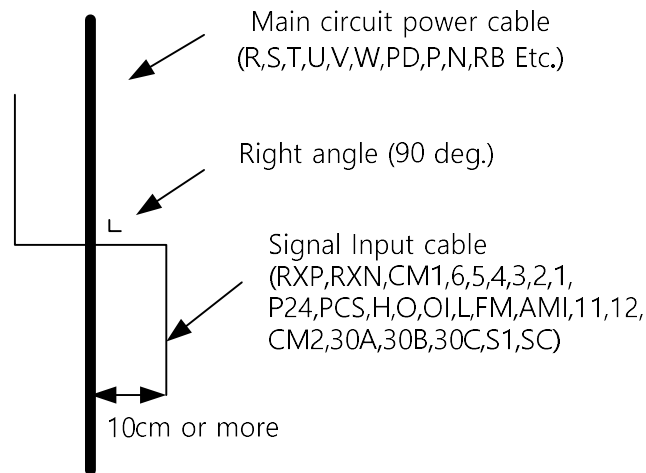 Main circuit power cable
(R,S,T,U,V,W,PD,P,N,RB Etc.)
Right angle (90 deg.)
Signal Input cable
(RXP,RXN,CM1,6,5,4,3,2,1,
P24,PCS,H,O,OI,L,FM,AMI,11,12,
CM2,30A,30B,30C,S1,SC)
10cm or more